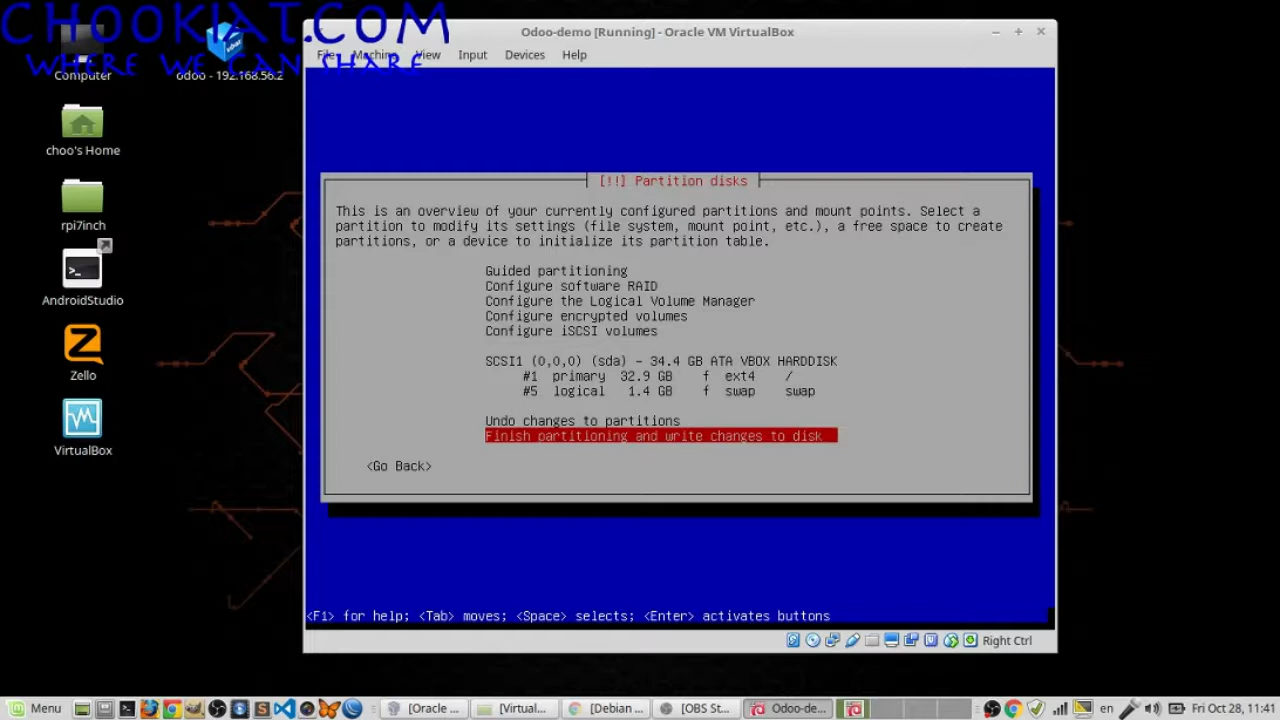 CHOOKIAT.COM
WHERE WE CAN SHARE
Computer
odoo - 192.168.56.2
choo's Home
rpi7inch
AndroidStudio
Zello
VirtualBox
Odoo-demo [Running] - Oracle VM VirtualBox
File Machine View Input Devices Help
[!!] Partition disks
This is an overview of your currently configured partitions and mount points. Select a
partition to modify its settings (file system, mount point, etc.), a free space to create
partitions, or a device to initialize its partition table.
Guided partitioning
Configure software RAID
Configure the Logical Volume Manager
Configure encrypted volumes
Configure iSCSI volumes
SCSI1 (0,0,0) (sda) - 34.4 GB ATA VBOX HARDDISK
#1 primary 32.9 GB f ext4 /
#5 logical 1.4 GB f swap swap
Undo changes to partitions
Finish partitioning and write changes to disk
<Go Back>
<F1> for help; <Tab> moves; <Space> selects; <Enter> activates buttons
Right Ctrl
Menu [Oracle ... [Virtual... [Debian ... [OBS St... Odoo-de... en Fri Oct 28, 11:41